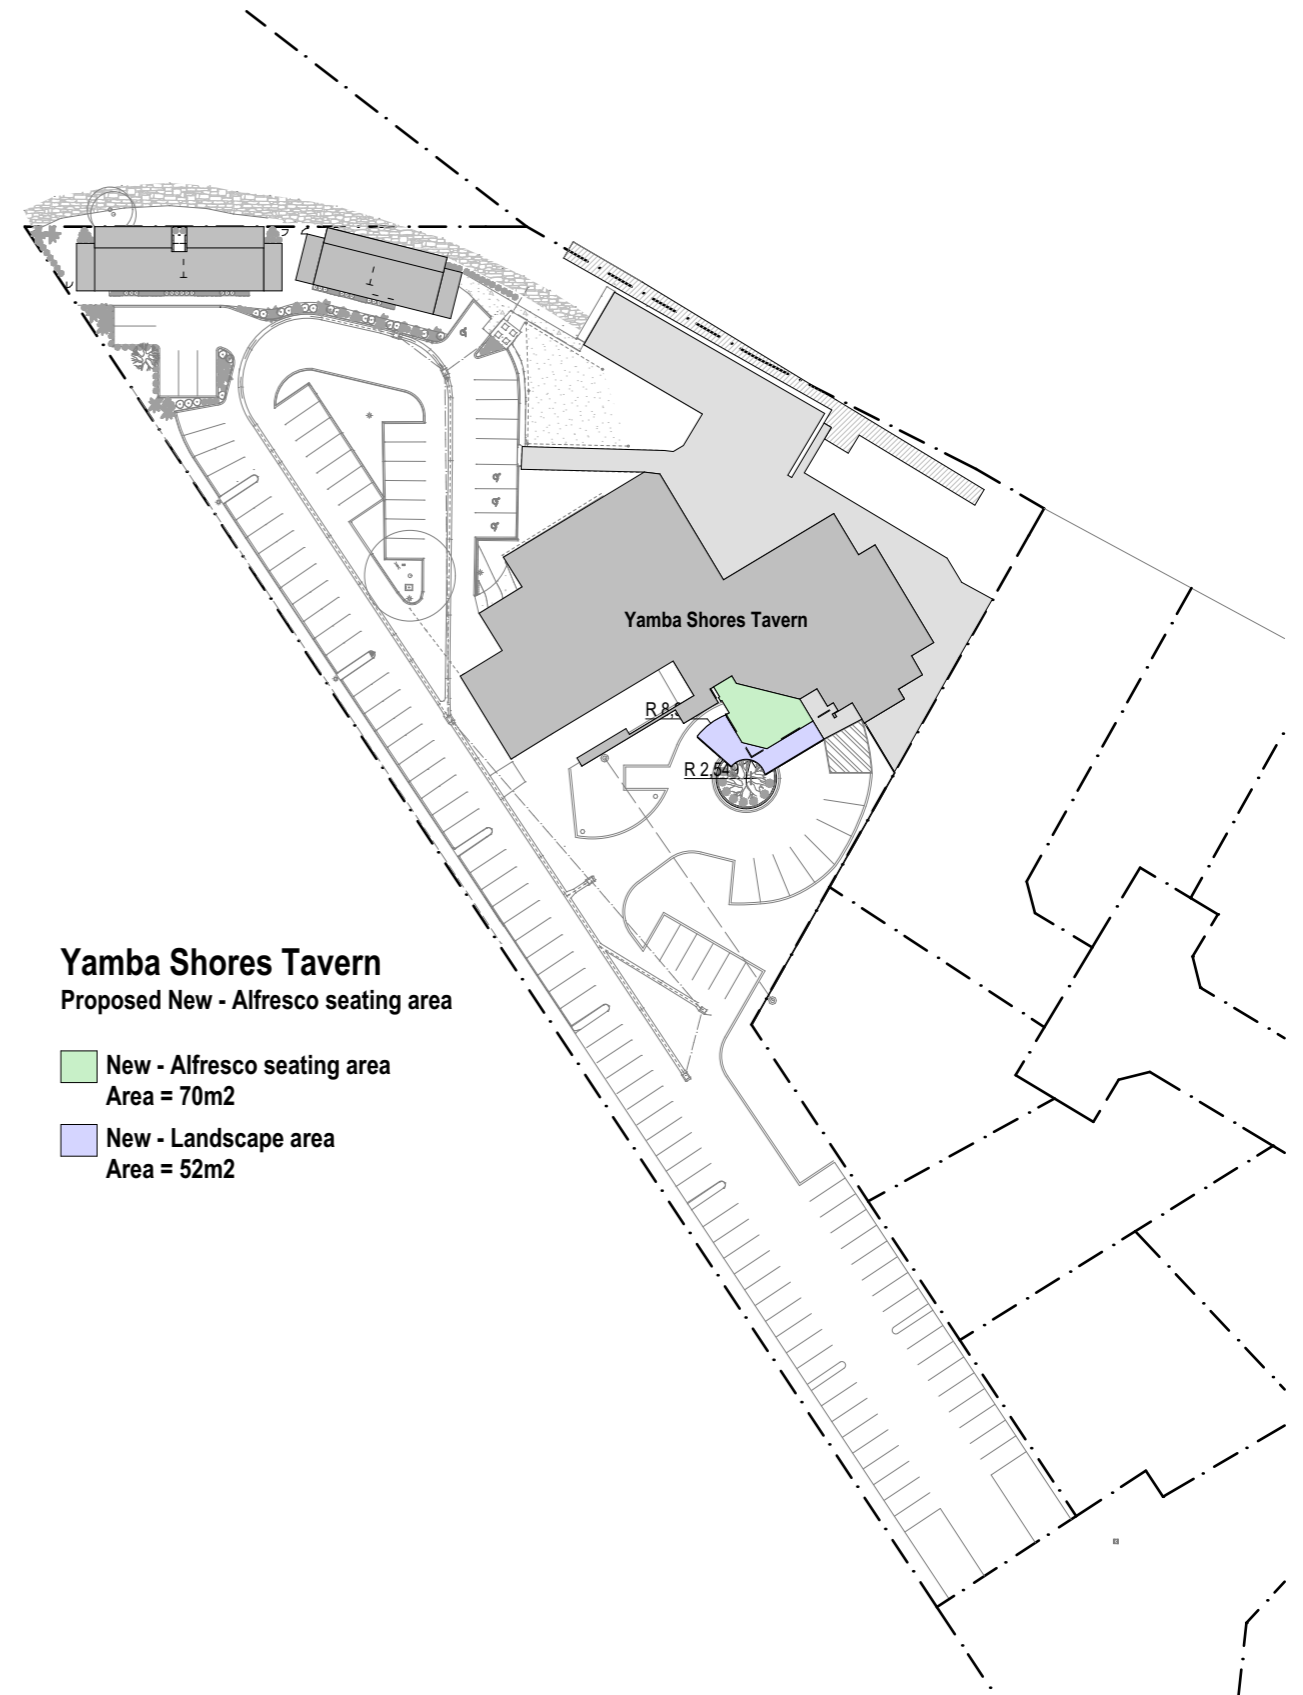 Yamba Shores Tavern
R 8,
R 2,549
Yamba Shores Tavern
Proposed New - Alfresco seating area
New - Alfresco seating area
Area = 70m2
New - Landscape area
Area = 52m2